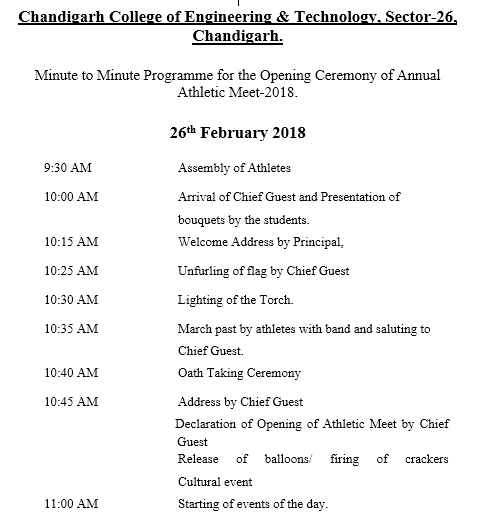 Chandigarh College of Engineering & Technology, Sector-26,
Chandigarh.
Minute to Minute Programme for the Opening Ceremony of Annual
Athletic Meet-2018.
26th February 2018
9:30 AM Assembly of Athletes
10:00 AM Arrival of Chief Guest and Presentation of
bouquets by the students.
10:15 AM Welcome Address by Principal,
10:25 AM Unfurling of flag by Chief Guest
10:30 AM Lighting of the Torch.
10:35 AM March past by athletes with band and saluting to
Chief Guest.
10:40 AM Oath Taking Ceremony
10:45 AM Address by Chief Guest
Declaration of Opening of Athletic Meet by Chief
Guest
Release of balloons/ firing of crackers
Cultural event
11:00 AM Starting of events of the day.